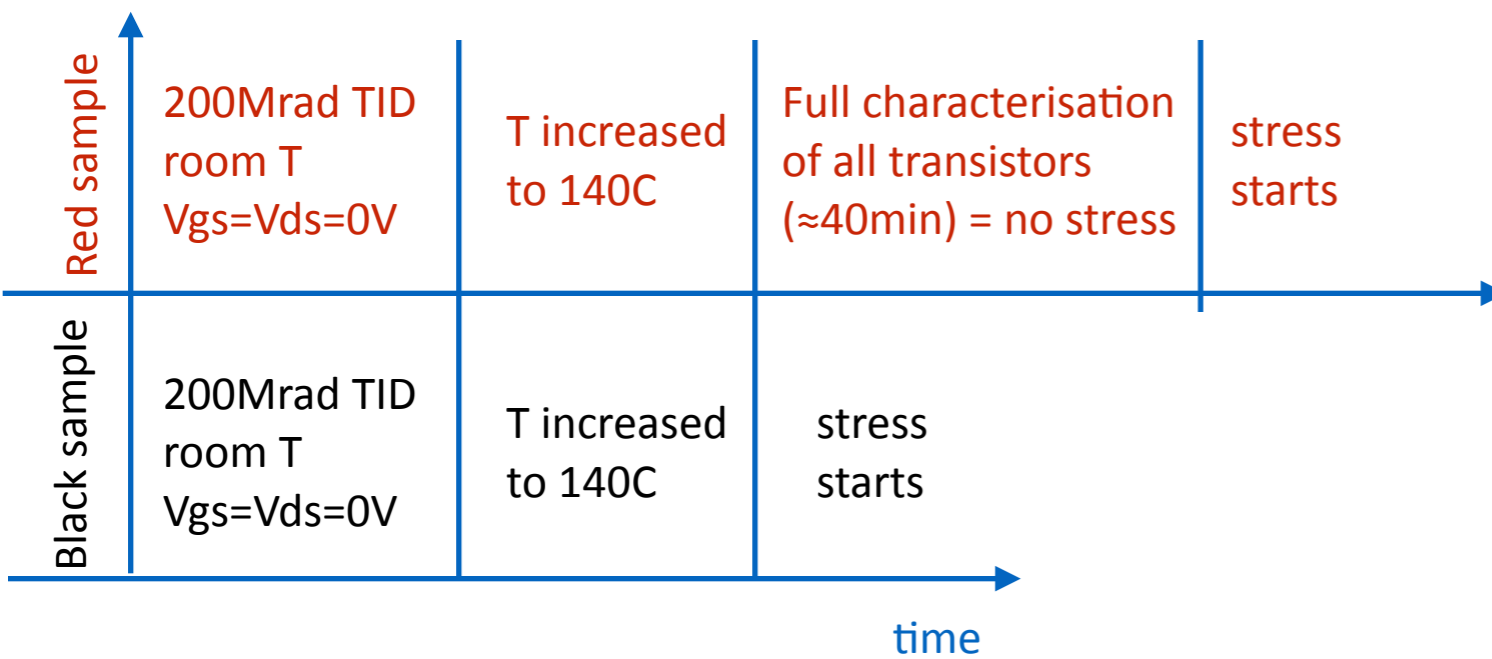 Red sample
200Mrad TID
room T
Vgs=Vds=0V
T increased
to 140C
Full characterisation
of all transistors
(≈40min) = no stress
stress
starts
Black sample
200Mrad TID
room T
Vgs=Vds=0V
T increased
to 140C
stress
starts
time